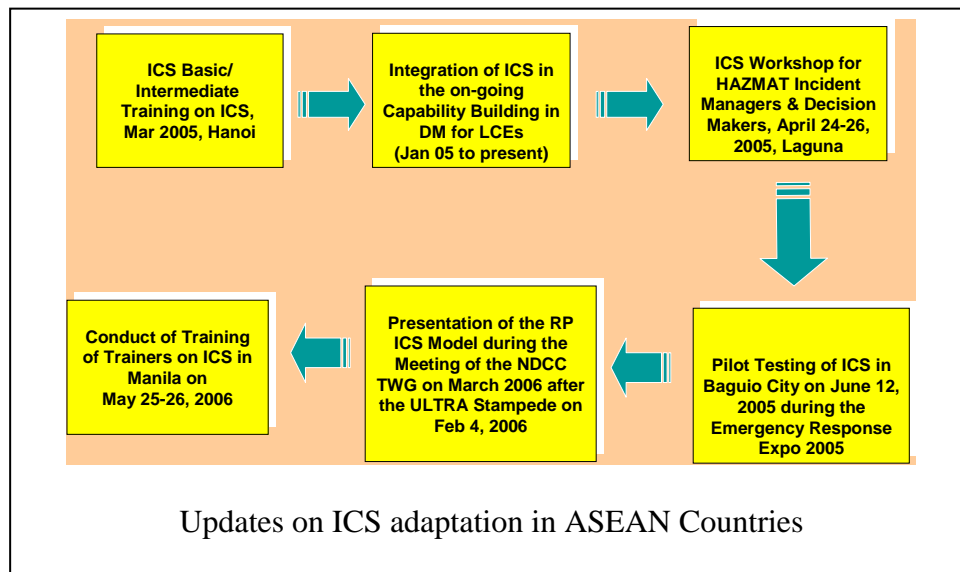 ICS Basic/
Intermediate
Training on ICS,
Mar 2005, Hanoi
Integration of ICS in
the on-going
Capability Building in
DM for LCEs
(Jan 05 to present)
ICS Workshop for
HAZMAT Incident
Managers & Decision
Makers, April 24-26,
2005, Laguna
Pilot Testing of ICS in
Baguio City on June 12,
2005 during the
Emergency Response
Expo 2005
Presentation of the RP
ICS Model during the
Meeting of the NDCC
TWG on March 2006 after
the ULTRA Stampede on
Feb 4, 2006
Conduct of Training
of Trainers on ICS in
Manila on
May 25-26, 2006
Updates on ICS adaptation in ASEAN Countries